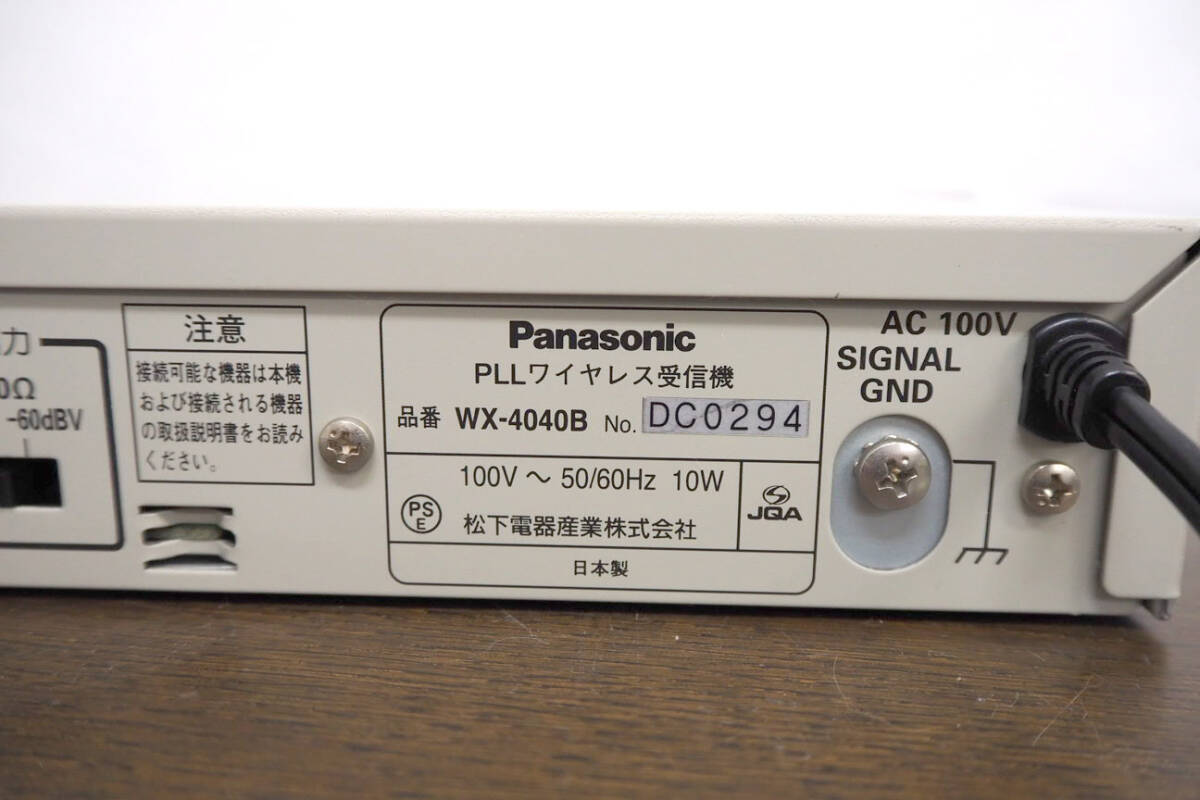 力
0Ω
-60dBV
注意
接続可能な機器は本機
および接続される機器
の取扱説明書をお読み
ください。
Panasonic
PLLワイヤレス受信機
品番 WX-4040B No. DC0294
100V ～ 50/60Hz 10W
PS
E
松下電器産業株式会社
JQA
日本製
AC 100V
SIGNAL
GND